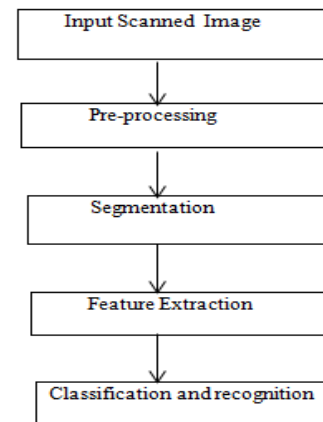 Input Scanned Image
Pre-processing
Segmentation
Feature Extraction
Classification and recognition